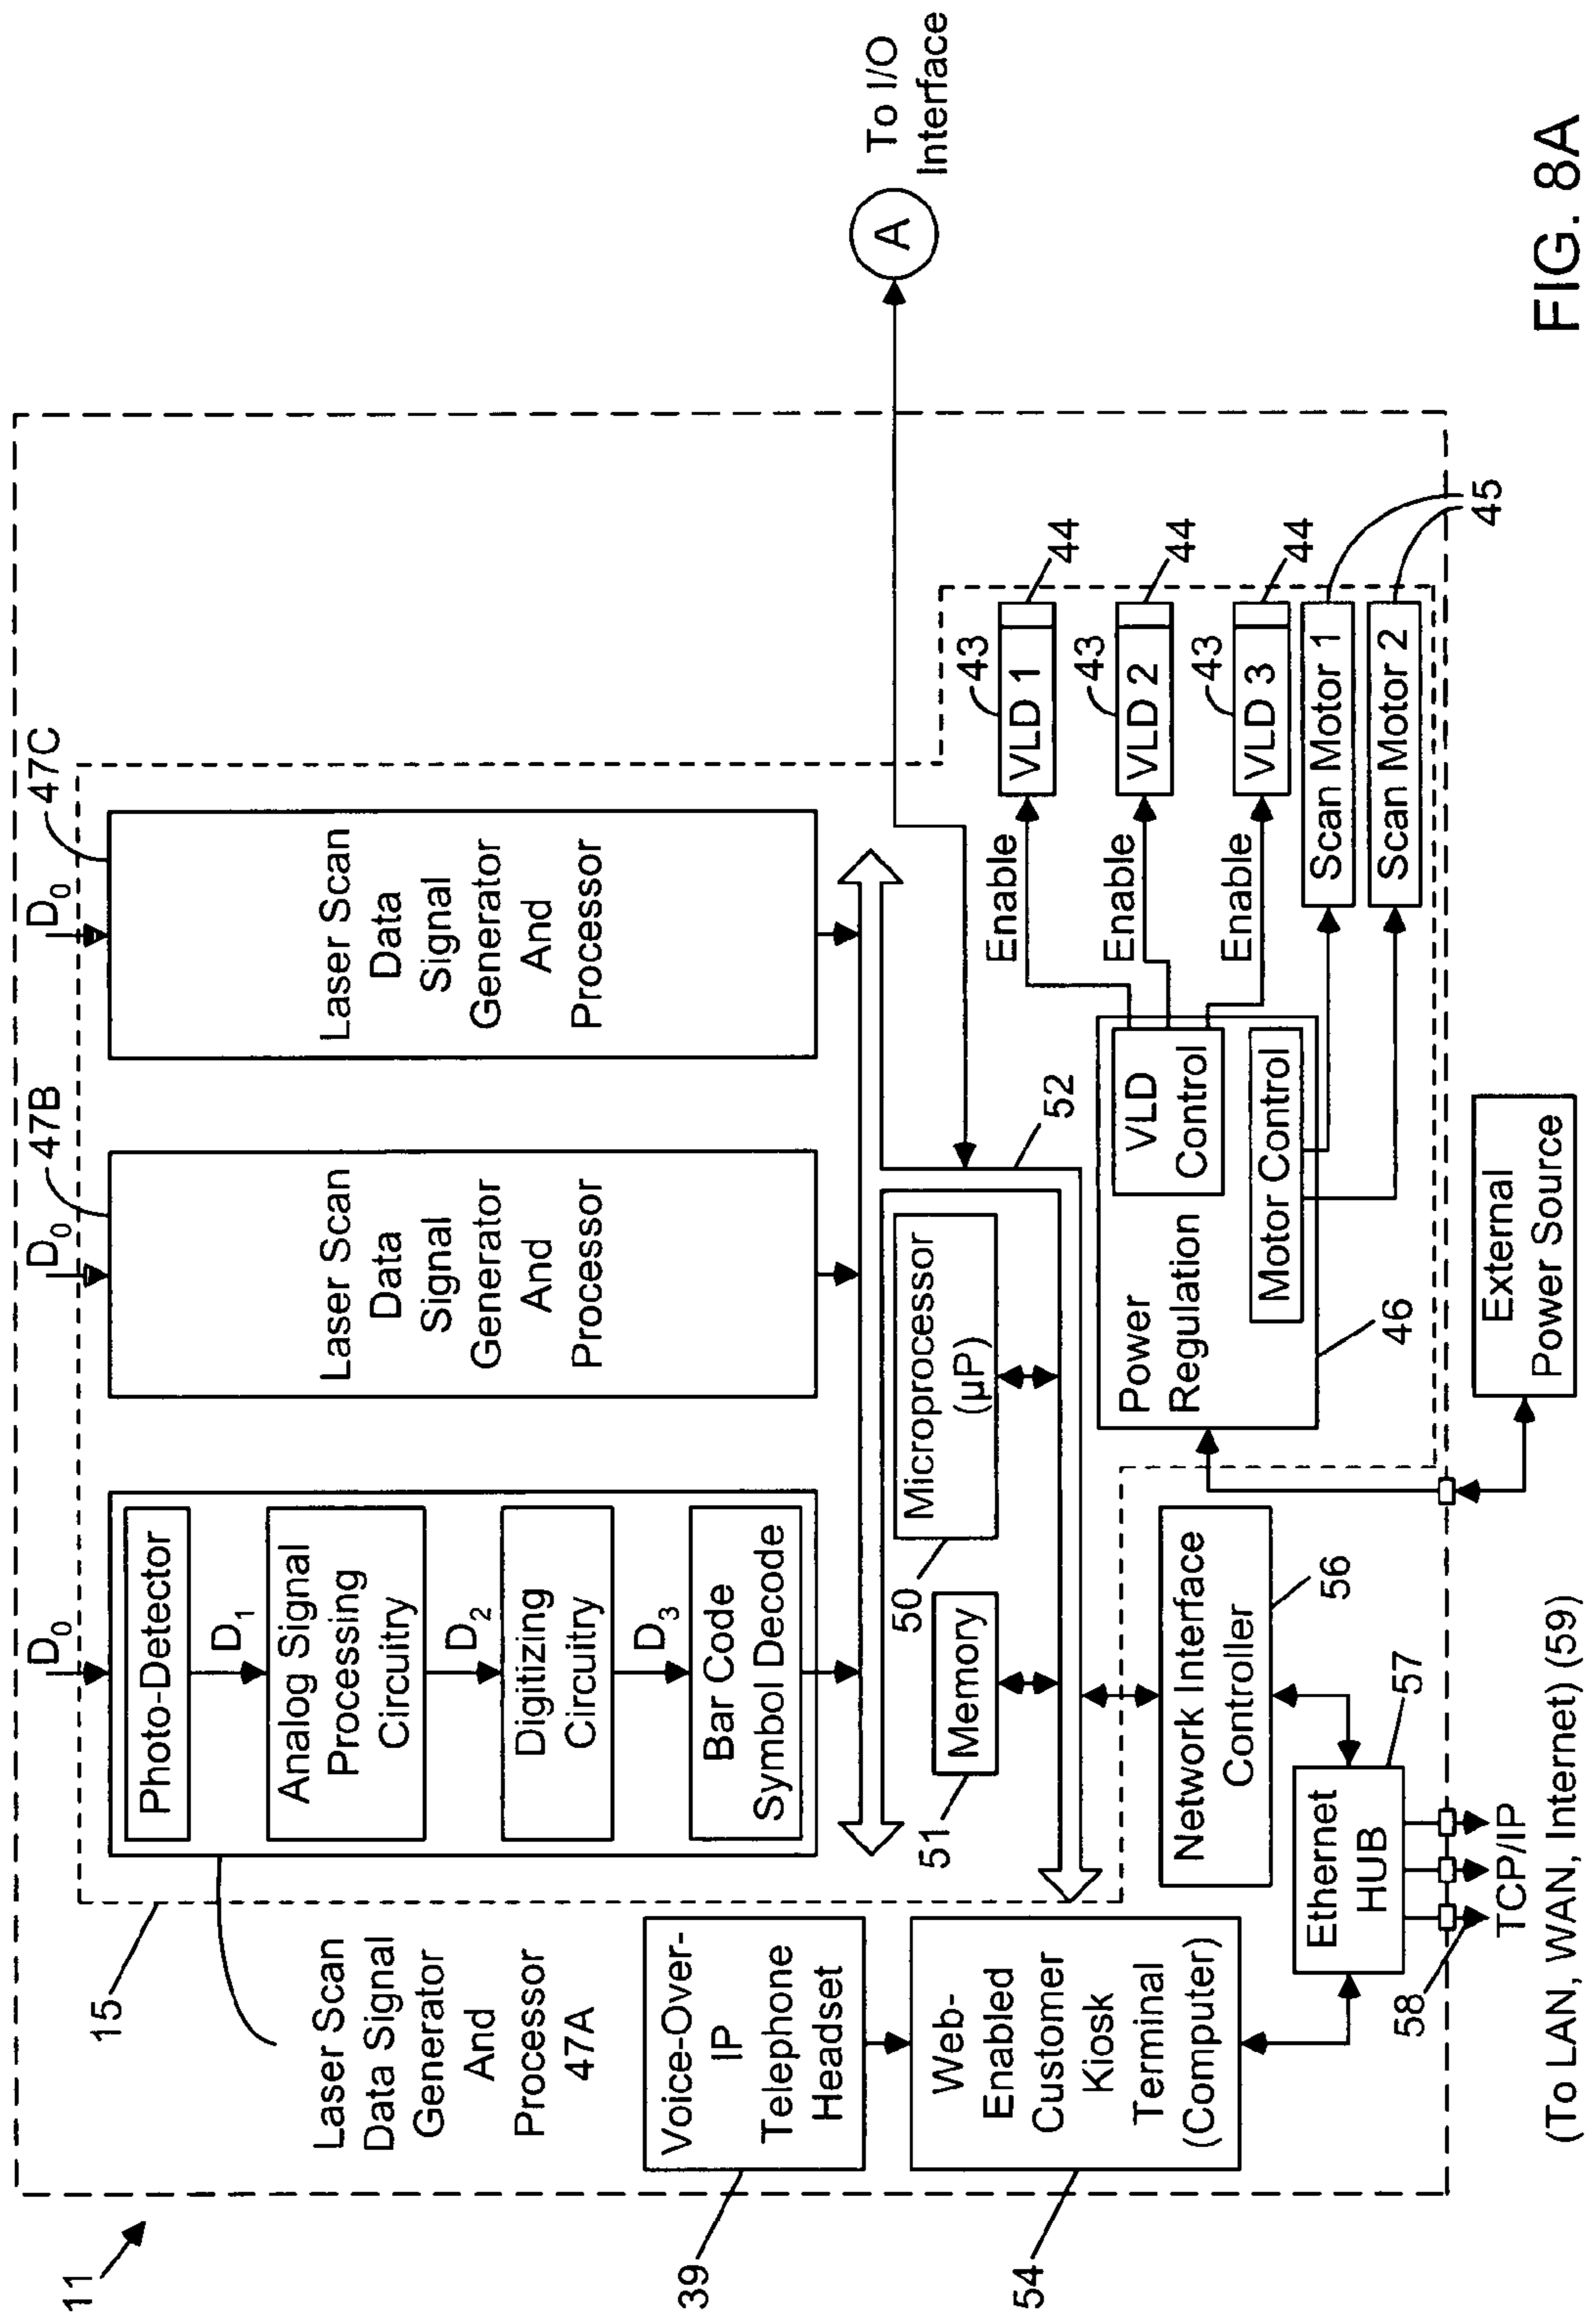 11
15
D0
D0
47B
D0
47C
Photo-Detector
D1
Analog Signal
Processing
Circuitry
D2
Digitizing
Circuitry
D3
Bar Code
Symbol Decode
Laser Scan
Data
Signal
Generator
And
Processor
Laser Scan
Data
Signal
Generator
And
Processor
Laser Scan
Data Signal
Generator
And
Processor
47A
A
To I/O
Interface
39
Voice-Over-
IP
Telephone
Headset
51
Memory
50
Microprocessor
(µP)
52
54
Web-
Enabled
Customer
Kiosk
Terminal
(Computer)
Network Interface
Controller
56
Ethernet
HUB
57
58
TCP/IP
(To LAN, WAN, Internet) (59)
Power
Regulation
VLD
Control
Motor Control
46
Enable
43
VLD 1
44
Enable
43
VLD 2
44
Enable
43
VLD 3
44
Scan Motor 1
Scan Motor 2
45
External
Power Source
FIG. 8A